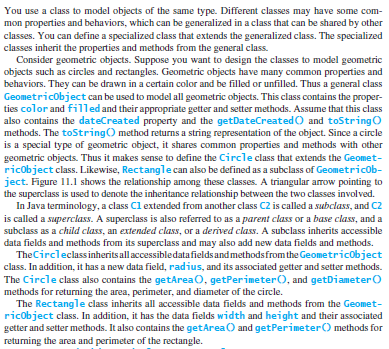 You use a class to model objects of the same type. Different classes may have some com-
mon properties and behaviors, which can be generalized in a class that can be shared by other
classes. You can define a specialized class that extends the generalized class. The specialized
classes inherit the properties and methods from the general class.
Consider geometric objects. Suppose you want to design the classes to model geometric
objects such as circles and rectangles. Geometric objects have many common properties and
behaviors. They can be drawn in a certain color and be filled or unfilled. Thus a general class
GeometricObject can be used to model all geometric objects. This class contains the proper-
ties color and filled and their appropriate getter and setter methods. Assume that this class
also contains the dateCreated property and the getDateCreated() and toString()
methods. The toString() method returns a string representation of the object. Since a circle
is a special type of geometric object, it shares common properties and methods with other
geometric objects. Thus it makes sense to define the Circle class that extends the Geomet-
ricObject class. Likewise, Rectangle can also be defined as a subclass of GeometricOb-
ject. Figure 11.1 shows the relationship among these classes. A triangular arrow pointing to
the superclass is used to denote the inheritance relationship between the two classes involved.
In Java terminology, a class C1 extended from another class C2 is called a subclass, and C2
is called a superclass. A superclass is also referred to as a parent class or a base class, and a
subclass as a child class, an extended class, or a derived class. A subclass inherits accessible
data fields and methods from its superclass and may also add new data fields and methods.
The Circle class inherits all accessible data fields and methods from the GeometricObject
class. In addition, it has a new data field, radius, and its associated getter and setter methods.
The Circle class also contains the getArea(), getPerimeter(), and getDiameter()
methods for returning the area, perimeter, and diameter of the circle.
The Rectangle class inherits all accessible data fields and methods from the Geomet-
ricObject class. In addition, it has the data fields width and height and their associated
getter and setter methods. It also contains the getArea() and getPerimeter() methods for
returning the area and perimeter of the rectangle.